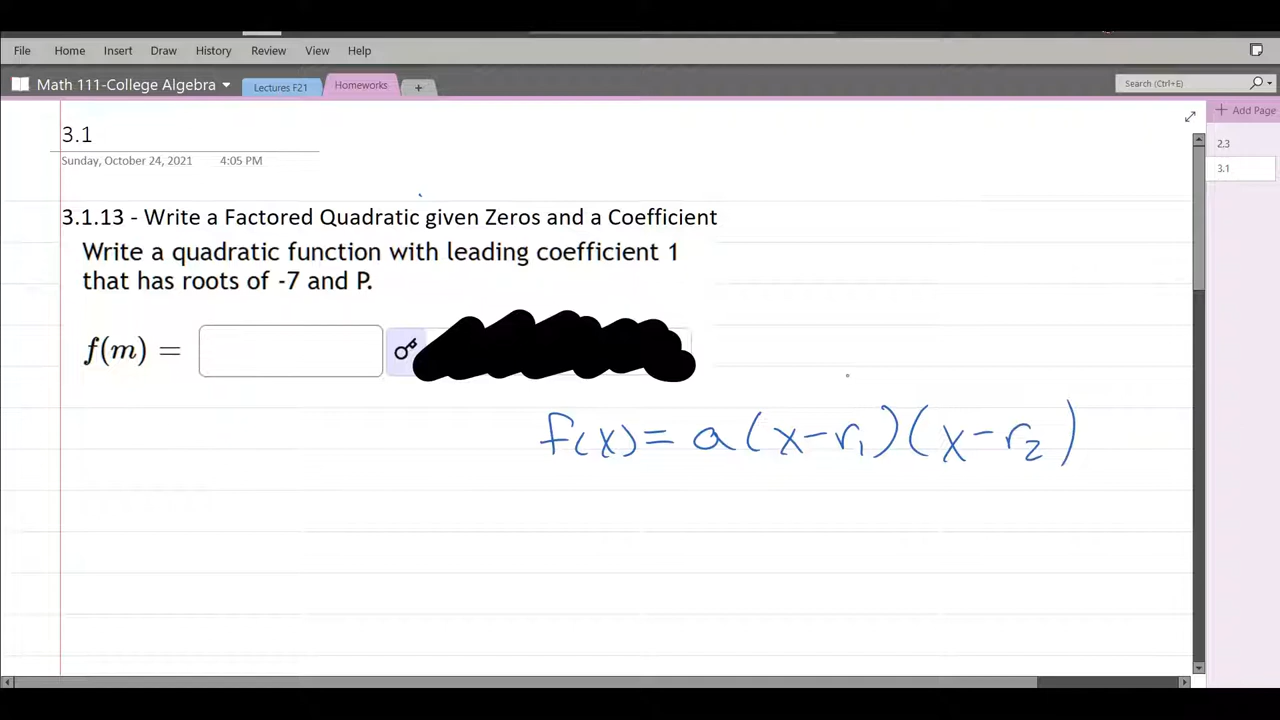 File Home Insert Draw History Review View Help
Math 111-College Algebra Lectures F21 Homeworks + Search (Ctrl+E)
+ Add Page
2.3
3.1
3.1
Sunday, October 24, 2021 4:05 PM
3.1.13 - Write a Factored Quadratic given Zeros and a Coefficient
Write a quadratic function with leading coefficient 1
that has roots of -7 and P.
f(m) =
f(x) = a(x-r₁)(x-r₂)